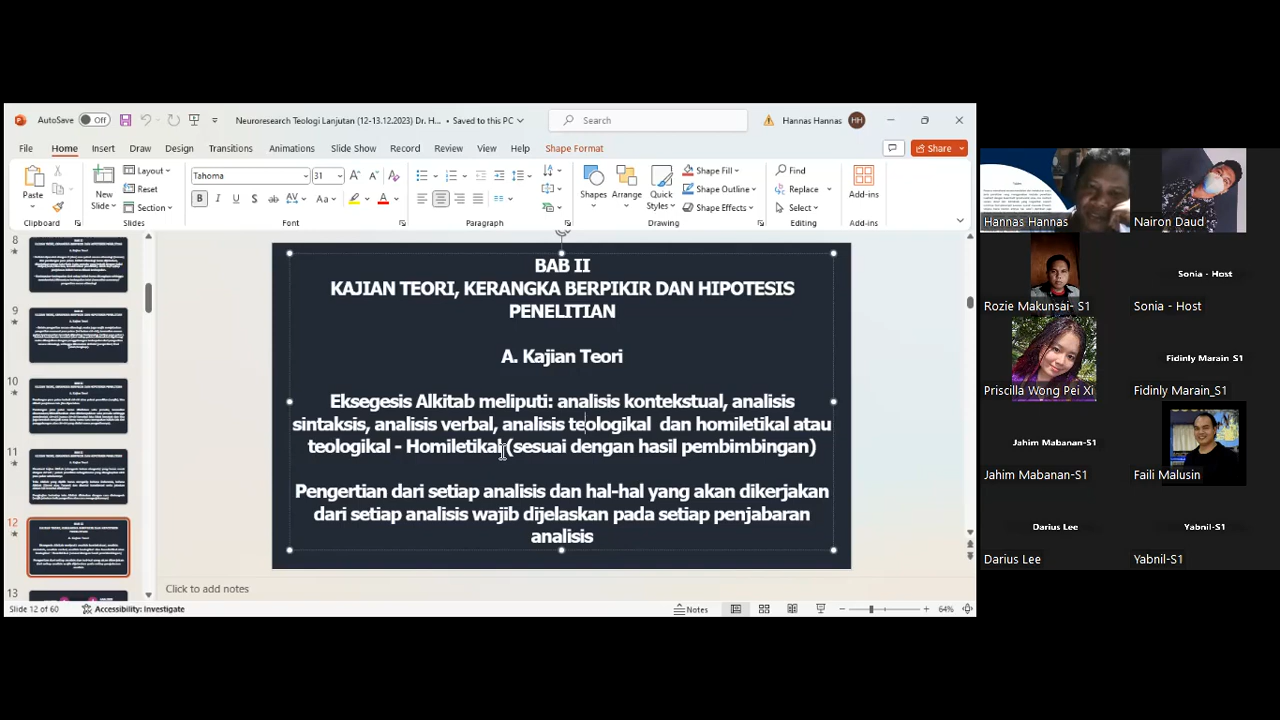 AutoSave Off
Neuroresearch Teologi Lanjutan (12-13.12.2023) Dr. H... • Saved to this PC
Search
Hannas Hannas HH
File Home Insert Draw Design Transitions Animations Slide Show Record Review View Help Shape Format
Share
Paste
Clipboard
New
Slide
Layout
Reset
Section
Slides
Tahoma 31
Font
Paragraph
Shapes
Arrange
Quick
Styles
Shape Fill
Shape Outline
Shape Effects
Drawing
Find
Replace
Select
Editing
Add-ins
Add-ins
8
9
10
11
12
13
BAB II
KAJIAN TEORI, KERANGKA BERPIKIR DAN HIPOTESIS
PENELITIAN
A. Kajian Teori
Eksegesis Alkitab meliputi: analisis kontekstual, analisis
sintaksis, analisis verbal, analisis teologikal dan homiletikal atau
teologikal - Homiletikal (sesuai dengan hasil pembimbingan)
Pengertian dari setiap analisis dan hal-hal yang akan dikerjakan
dari setiap analisis wajib dijelaskan pada setiap penjabaran
analisis
Click to add notes
Slide 12 of 60
Accessibility: Investigate
Notes
64%
Hannas Hannas
Nairon Daud
Rozie Makunsai- S1
Sonia - Host
Sonia - Host
Priscilla Wong Pei Xi
Fidinly Marain S1
Fidinly Marain_S1
Jahim Mabanan-S1
Jahim Mabanan-S1
Faili Malusin
Darius Lee
Darius Lee
Yabnil-S1
Yabnil-S1